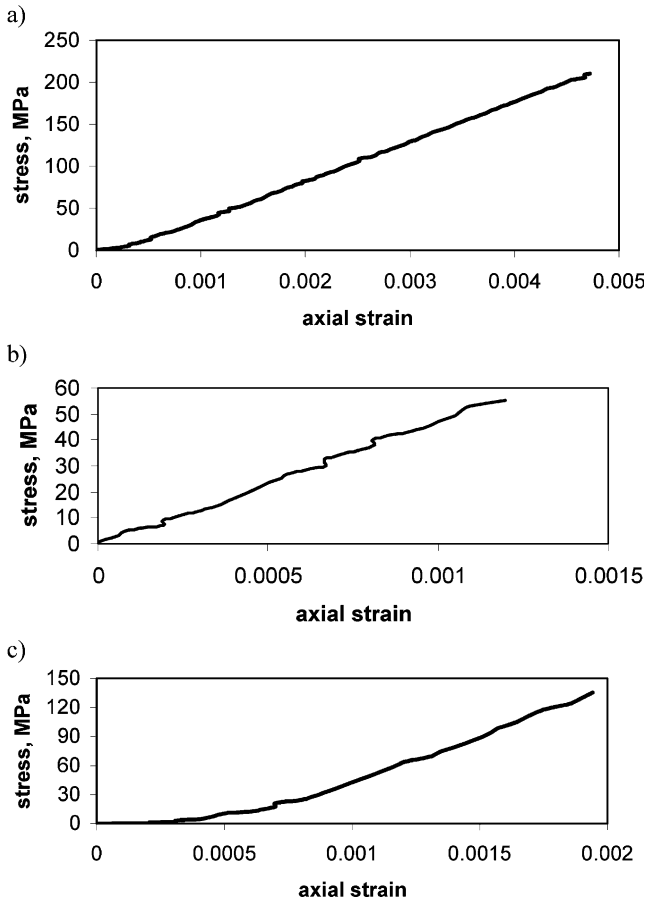 a)
250
200
150
100
50
0
stress, MPa
0 0.001 0.002 0.003 0.004 0.005
axial strain
b)
60
50
40
30
20
10
0
stress, MPa
0 0.0005 0.001 0.0015
axial strain
c)
150
120
90
60
30
0
stress, MPa
0 0.0005 0.001 0.0015 0.002
axial strain